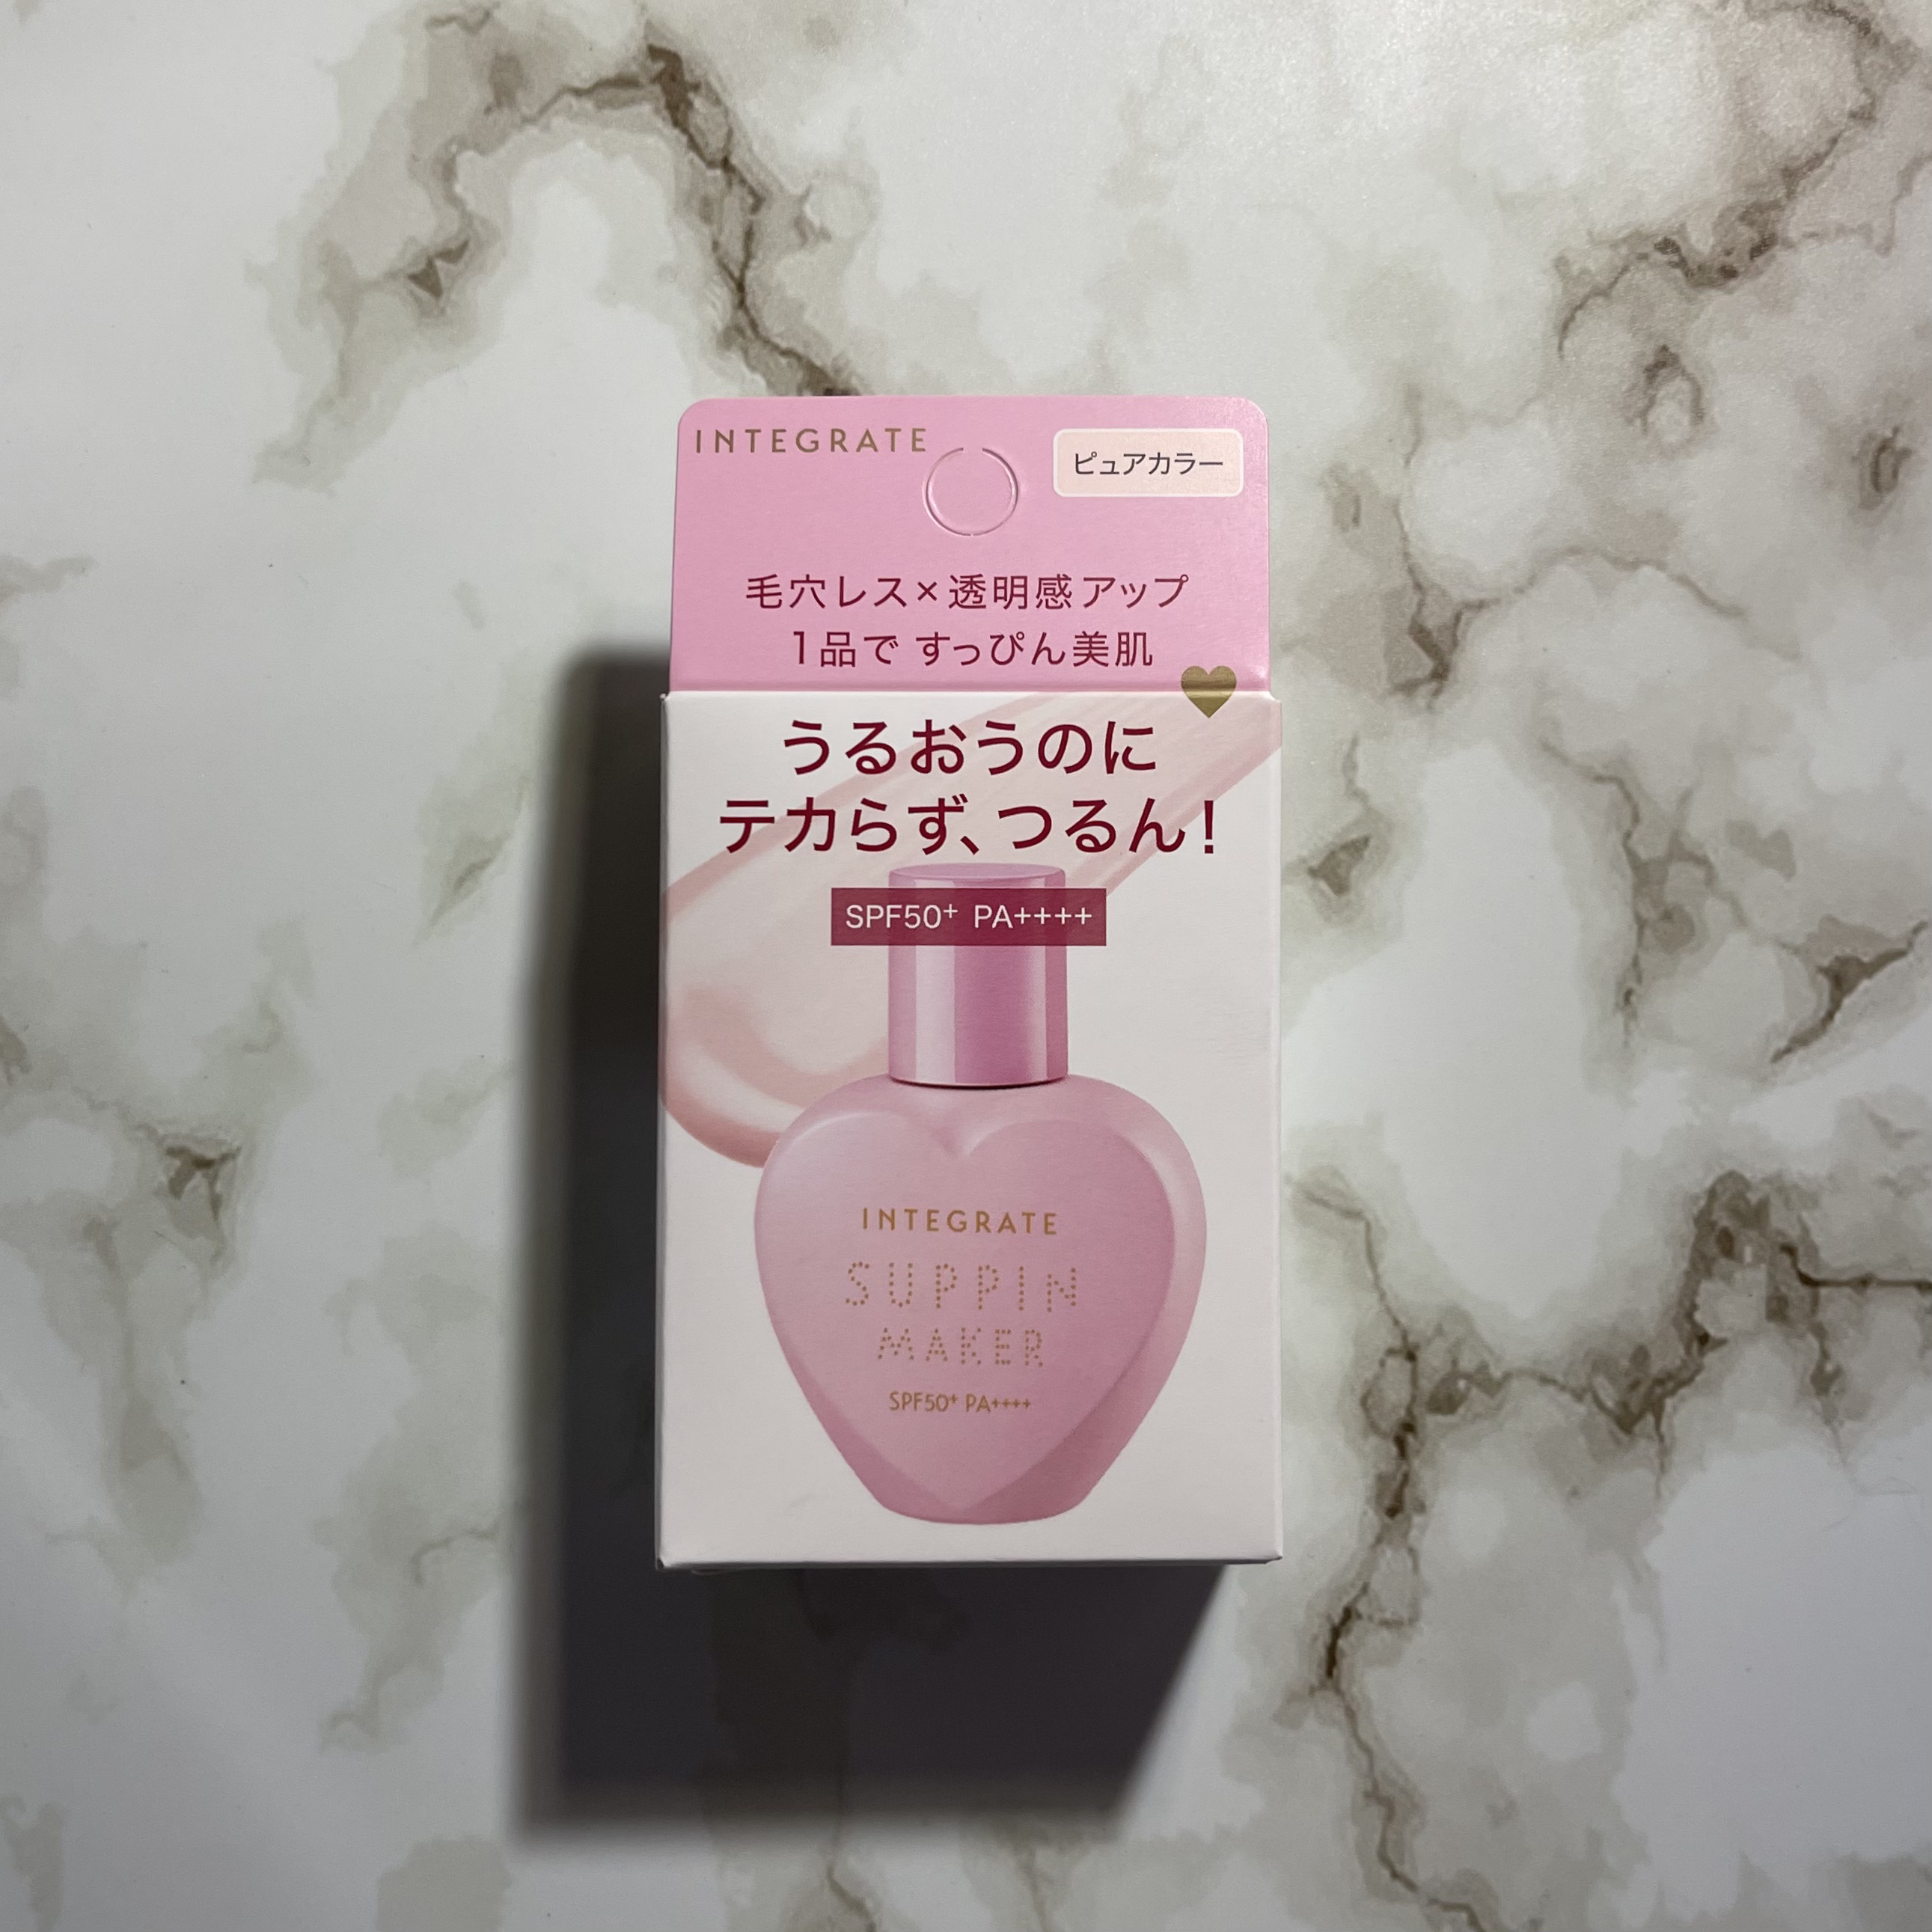 INTEGRATE
ピュアカラー
毛穴レス×透明感アップ
1品で すっぴん美肌
うるおうのに
テカらず、つるん!
SPF50+ PA++++
INTEGRATE
SUPPIN
MAKER
SPF50+ PA++++